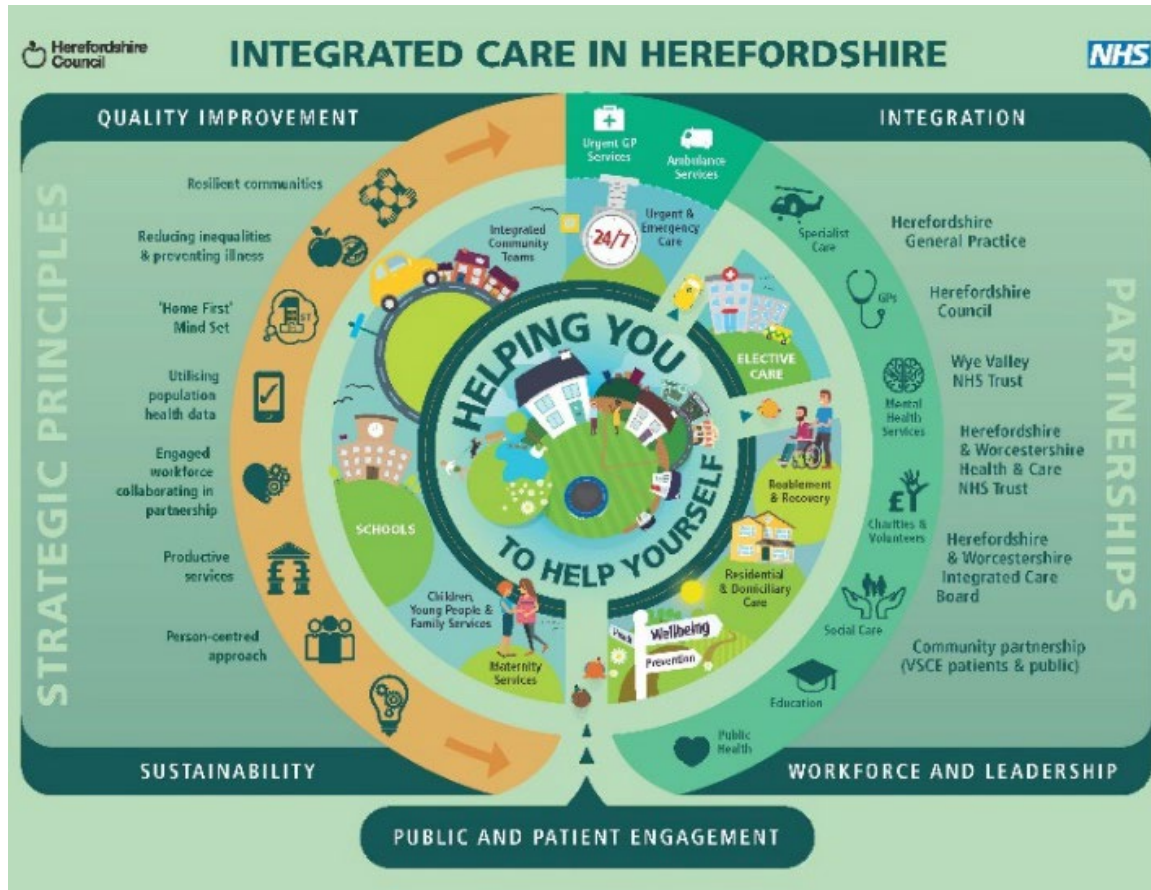 Herefordshire
Council
INTEGRATED CARE IN HEREFORDSHIRE
NHS
QUALITY IMPROVEMENT
INTEGRATION
STRATEGIC PRINCIPLES
Resilient communities
Reducing inequalities
& preventing illness
'Home First'
Mind Set
Utilising
population
health data
Engaged
workforce
collaborating in
partnership
Productive
services
Person-centred
approach
1ST
Urgent GP
Services
Ambulance
Services
Integrated
Community
Teams
24/7
Urgent &
Emergency
Care
ELECTIVE
CARE
Reablement
& Recovery
Residential
& Domiciliary
Care
Wellbeing
Prevention
Maternity
Services
Children,
Young People &
Family Services
SCHOOLS
HELPING YOU
TO HELP YOURSELF
Specialist
Care
GPs
Mental
Health
Services
£
Charities &
Volunteers
Social Care
Education
Public
Health
Herefordshire
General Practice
Herefordshire
Council
Wye Valley
NHS Trust
Herefordshire
& Worcestershire
Health & Care
NHS Trust
Herefordshire
& Worcestershire
Integrated Care
Board
Community partnership
(VSCE patients & public)
PARTNERSHIPS
SUSTAINABILITY
WORKFORCE AND LEADERSHIP
PUBLIC AND PATIENT ENGAGEMENT